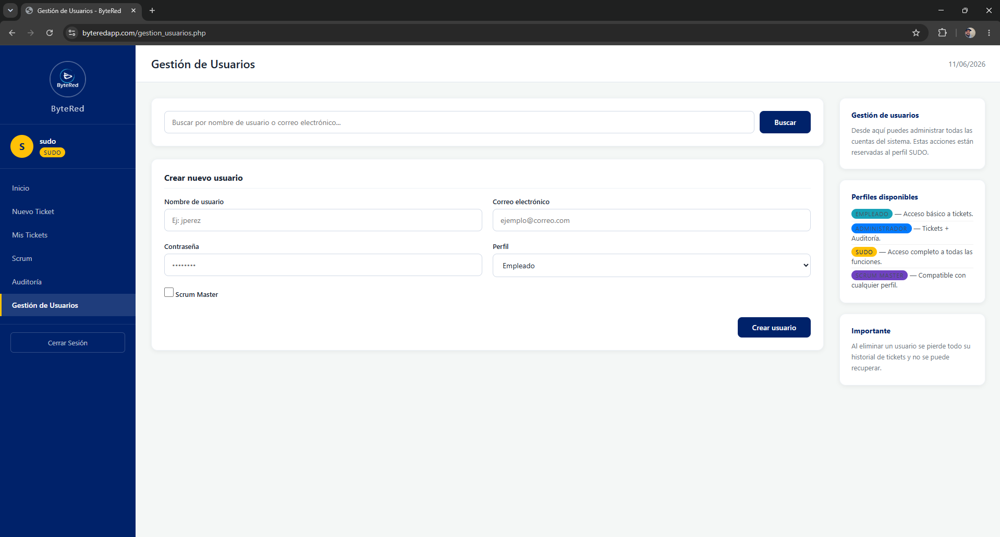 Gestión de Usuarios - ByteRed
byteredapp.com/gestion_usuarios.php
ByteRed
ByteRed
S
sudo
SUDO
Inicio
Nuevo Ticket
Mis Tickets
Scrum
Auditoría
Gestión de Usuarios
Cerrar Sesión
Gestión de Usuarios
11/06/2026
Buscar por nombre de usuario o correo electrónico...
Buscar
Crear nuevo usuario
Nombre de usuario
Correo electrónico
Ej: jperez
ejemplo@correo.com
Contraseña
Perfil
••••••••
Empleado
Scrum Master
Crear usuario
Gestión de usuarios
Desde aquí puedes administrar todas las
cuentas del sistema. Estas acciones están
reservadas al perfil SUDO.
Perfiles disponibles
EMPLEADO — Acceso básico a tickets.
ADMINISTRADOR — Tickets +
Auditoría.
SUDO — Acceso completo a todas las
funciones.
SCRUM MASTER — Compatible con
cualquier perfil.
Importante
Al eliminar un usuario se pierde todo su
historial de tickets y no se puede
recuperar.